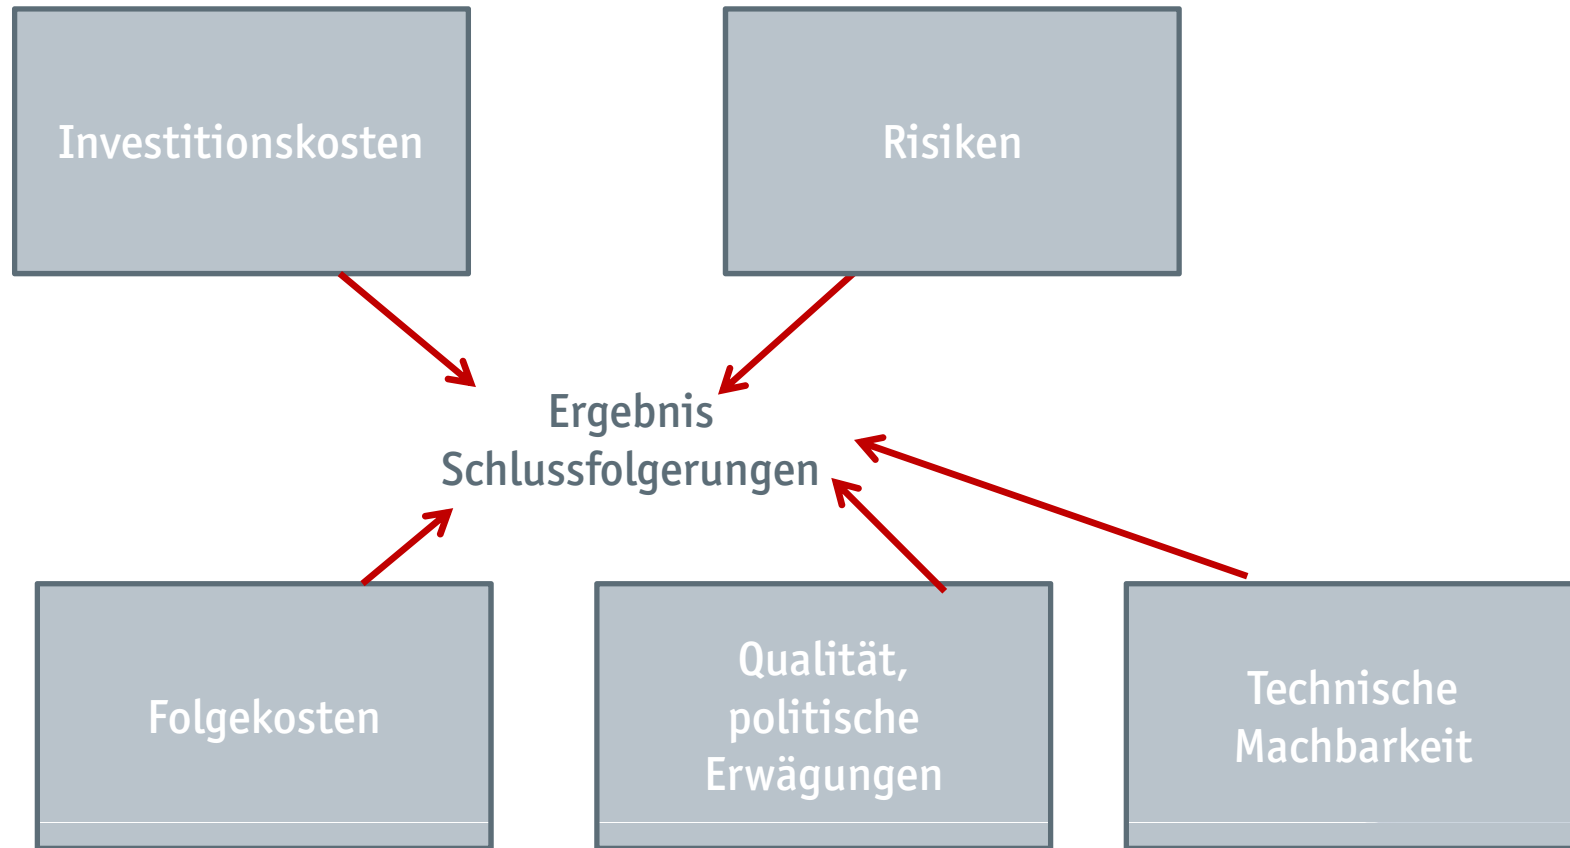 Investitionskosten
Risiken
Ergebnis
Schlussfolgerungen
Folgekosten
Qualität,
politische
Erwägungen
Technische
Machbarkeit